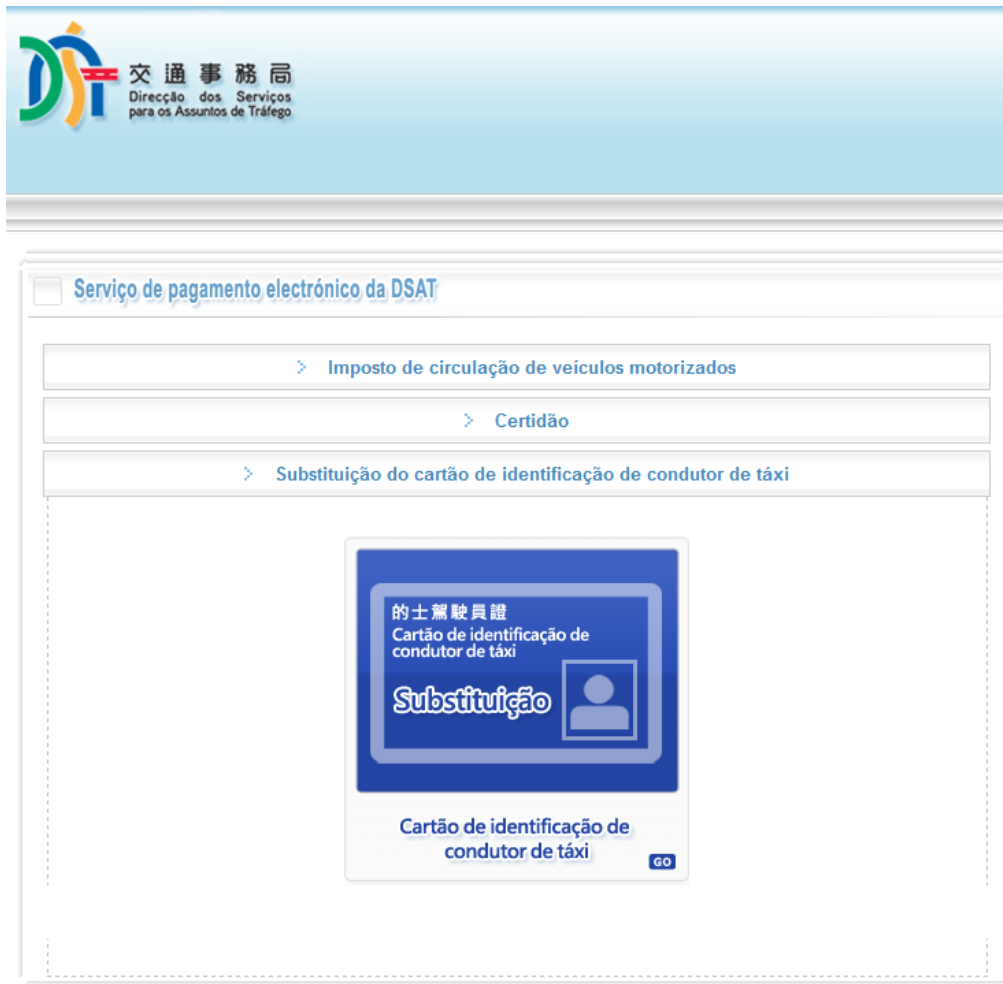 交通事務局
Direcção dos Serviços
para os Assuntos de Tráfego
Serviço de pagamento electrónico da DSAT
Imposto de circulação de veículos motorizados
Certidão
Substituição do cartão de identificação de condutor de táxi
的士駕駛員證
Cartão de identificação de
condutor de táxi
Substituição
Cartão de identificação de
condutor de táxi
GO